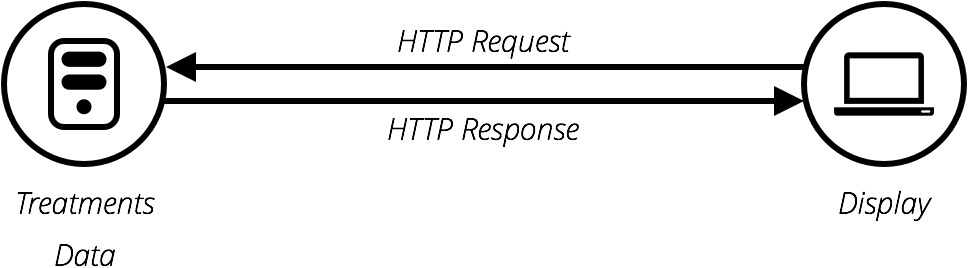 HTTP Request
HTTP Response
Treatments
Data
Display